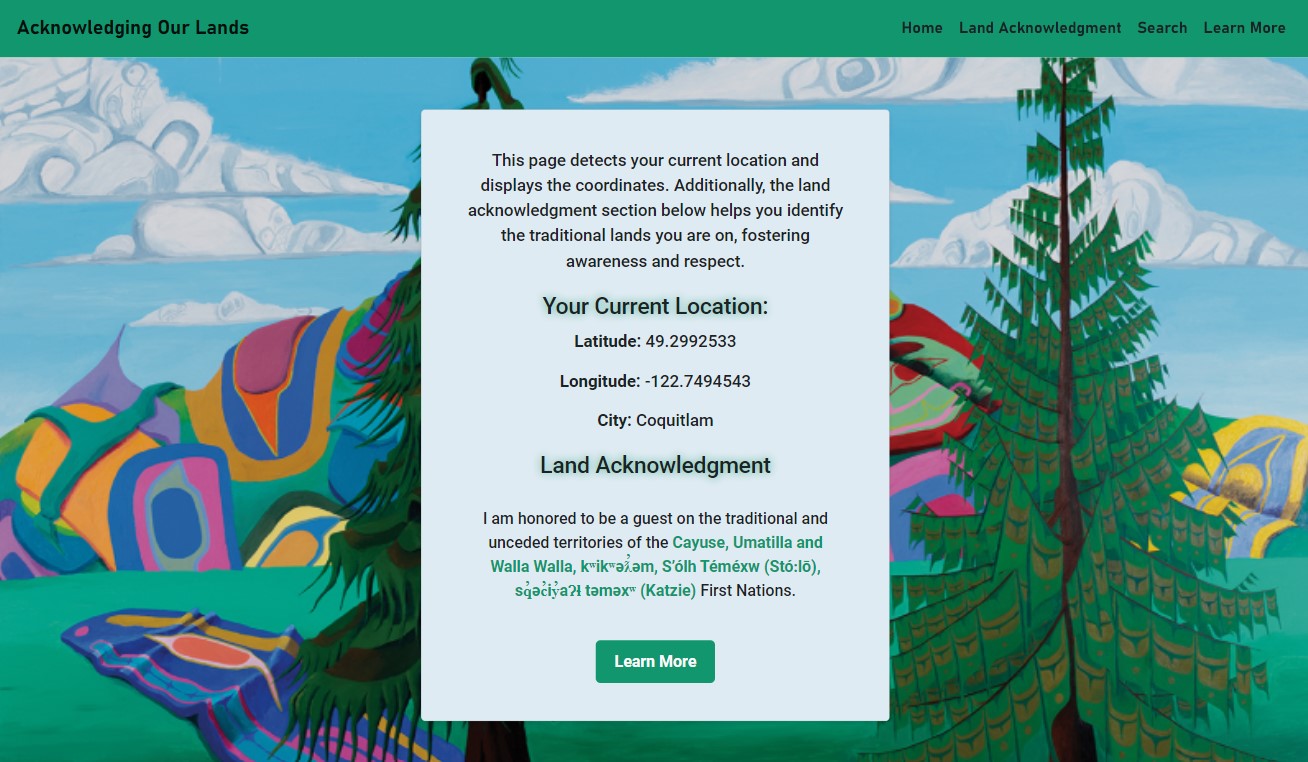 Acknowledging Our Lands
Home Land Acknowledgment Search Learn More
This page detects your current location and
displays the coordinates. Additionally, the land
acknowledgment section below helps you identify
the traditional lands you are on, fostering
awareness and respect.
Your Current Location:
Latitude: 49.2992533
Longitude: -122.7494543
City: Coquitlam
Land Acknowledgment
I am honored to be a guest on the traditional and
unceded territories of the Cayuse, Umatilla and
Walla Walla, kʷikʷəƛ̓əm, S’ólh Téméxw (Stó:lō),
sq̓əc̓iy̓aʔɬ təməxʷ (Katzie) First Nations.
Learn More